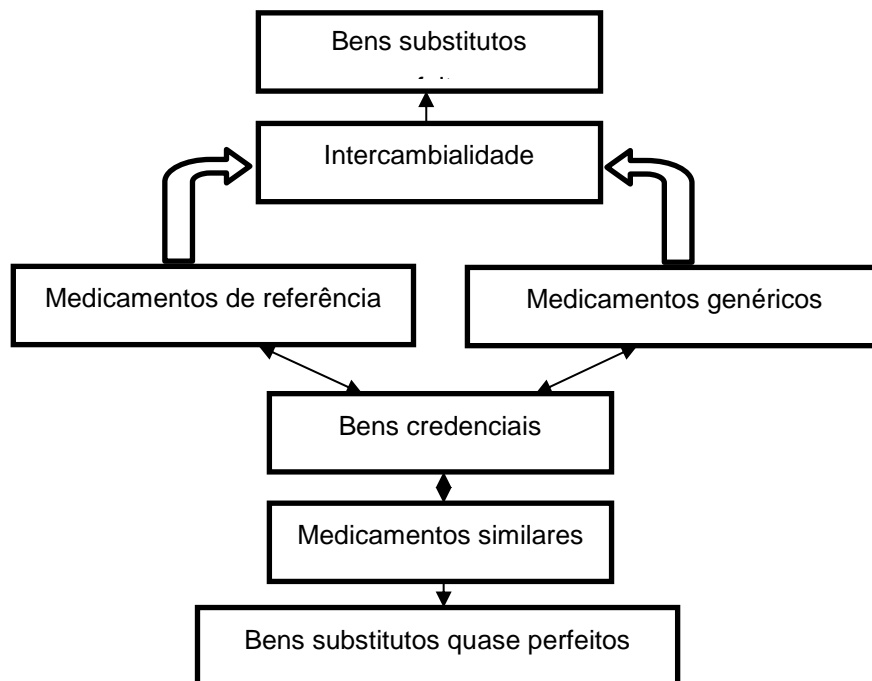 Bens substitutos
Intercambialidade
Medicamentos de referência
Medicamentos genéricos
Bens credenciais
Medicamentos similares
Bens substitutos quase perfeitos